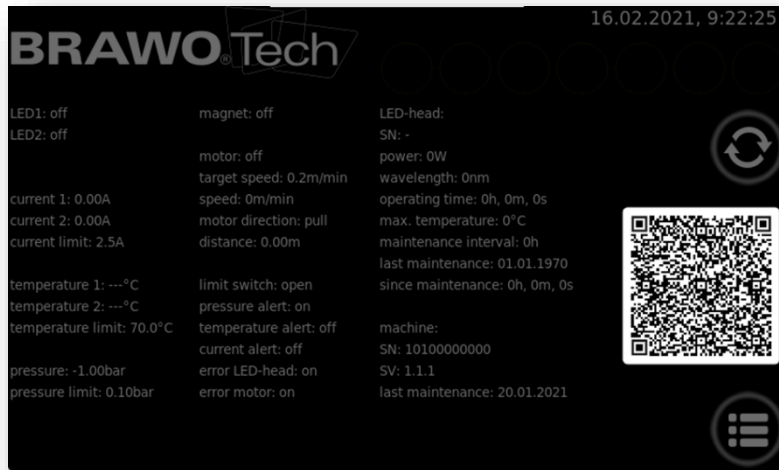 16.02.2021, 9:22:25
BRAWO® Tech
LED1: off
LED2: off
current 1: 0.00A
current 2: 0.00A
current limit: 2.5A
temperature 1: ---°C
temperature 2: ---°C
temperature limit: 70.0°C
pressure: -1.00bar
pressure limit: 0.10bar
magnet: off
motor: off
target speed: 0.2m/min
speed: 0m/min
motor direction: pull
distance: 0.00m
limit switch: open
pressure alert: on
temperature alert: off
current alert: off
error LED-head: on
error motor: on
LED-head:
SN: -
power: 0W
wavelength: 0nm
operating time: 0h, 0m, 0s
max. temperature: 0°C
maintenance interval: 0h
last maintenance: 01.01.1970
since maintenance: 0h, 0m, 0s
machine:
SN: 10100000000
SV: 1.1.1
last maintenance: 20.01.2021